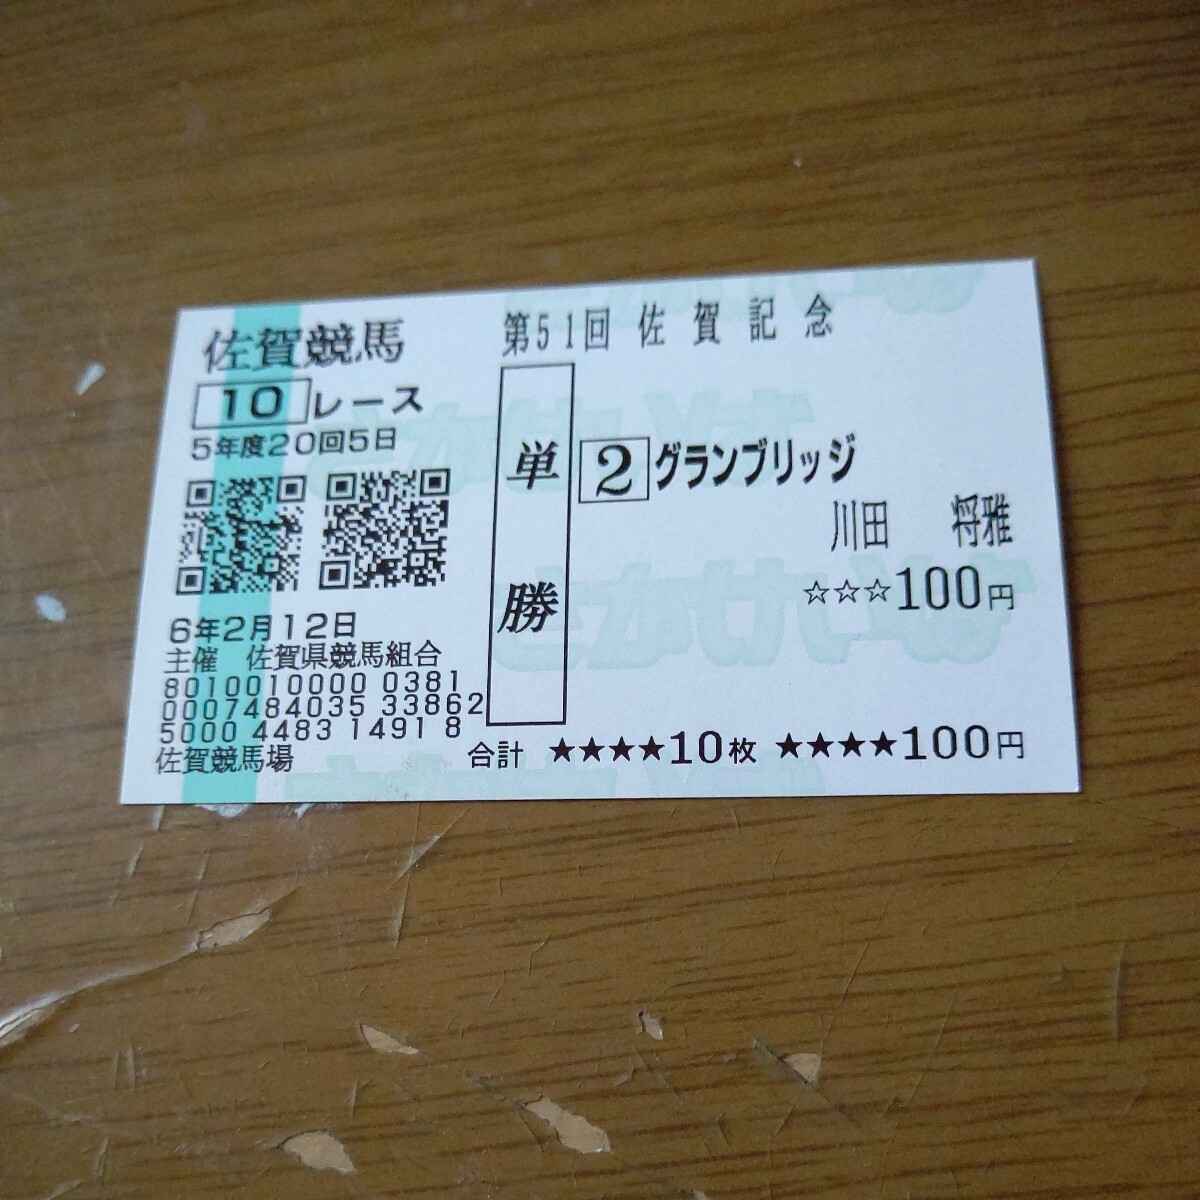 佐賀競馬
10レース
5年度20回5日
6年2月12日
主催 佐賀県競馬組合
8010010000 0381
0007484035 33862
5000 4483 1491 8
佐賀競馬場
第51回 佐賀記念
単勝
2 グランブリッジ
川田 将雅
☆☆☆100円
合計 ★★★★10枚 ★★★★100円